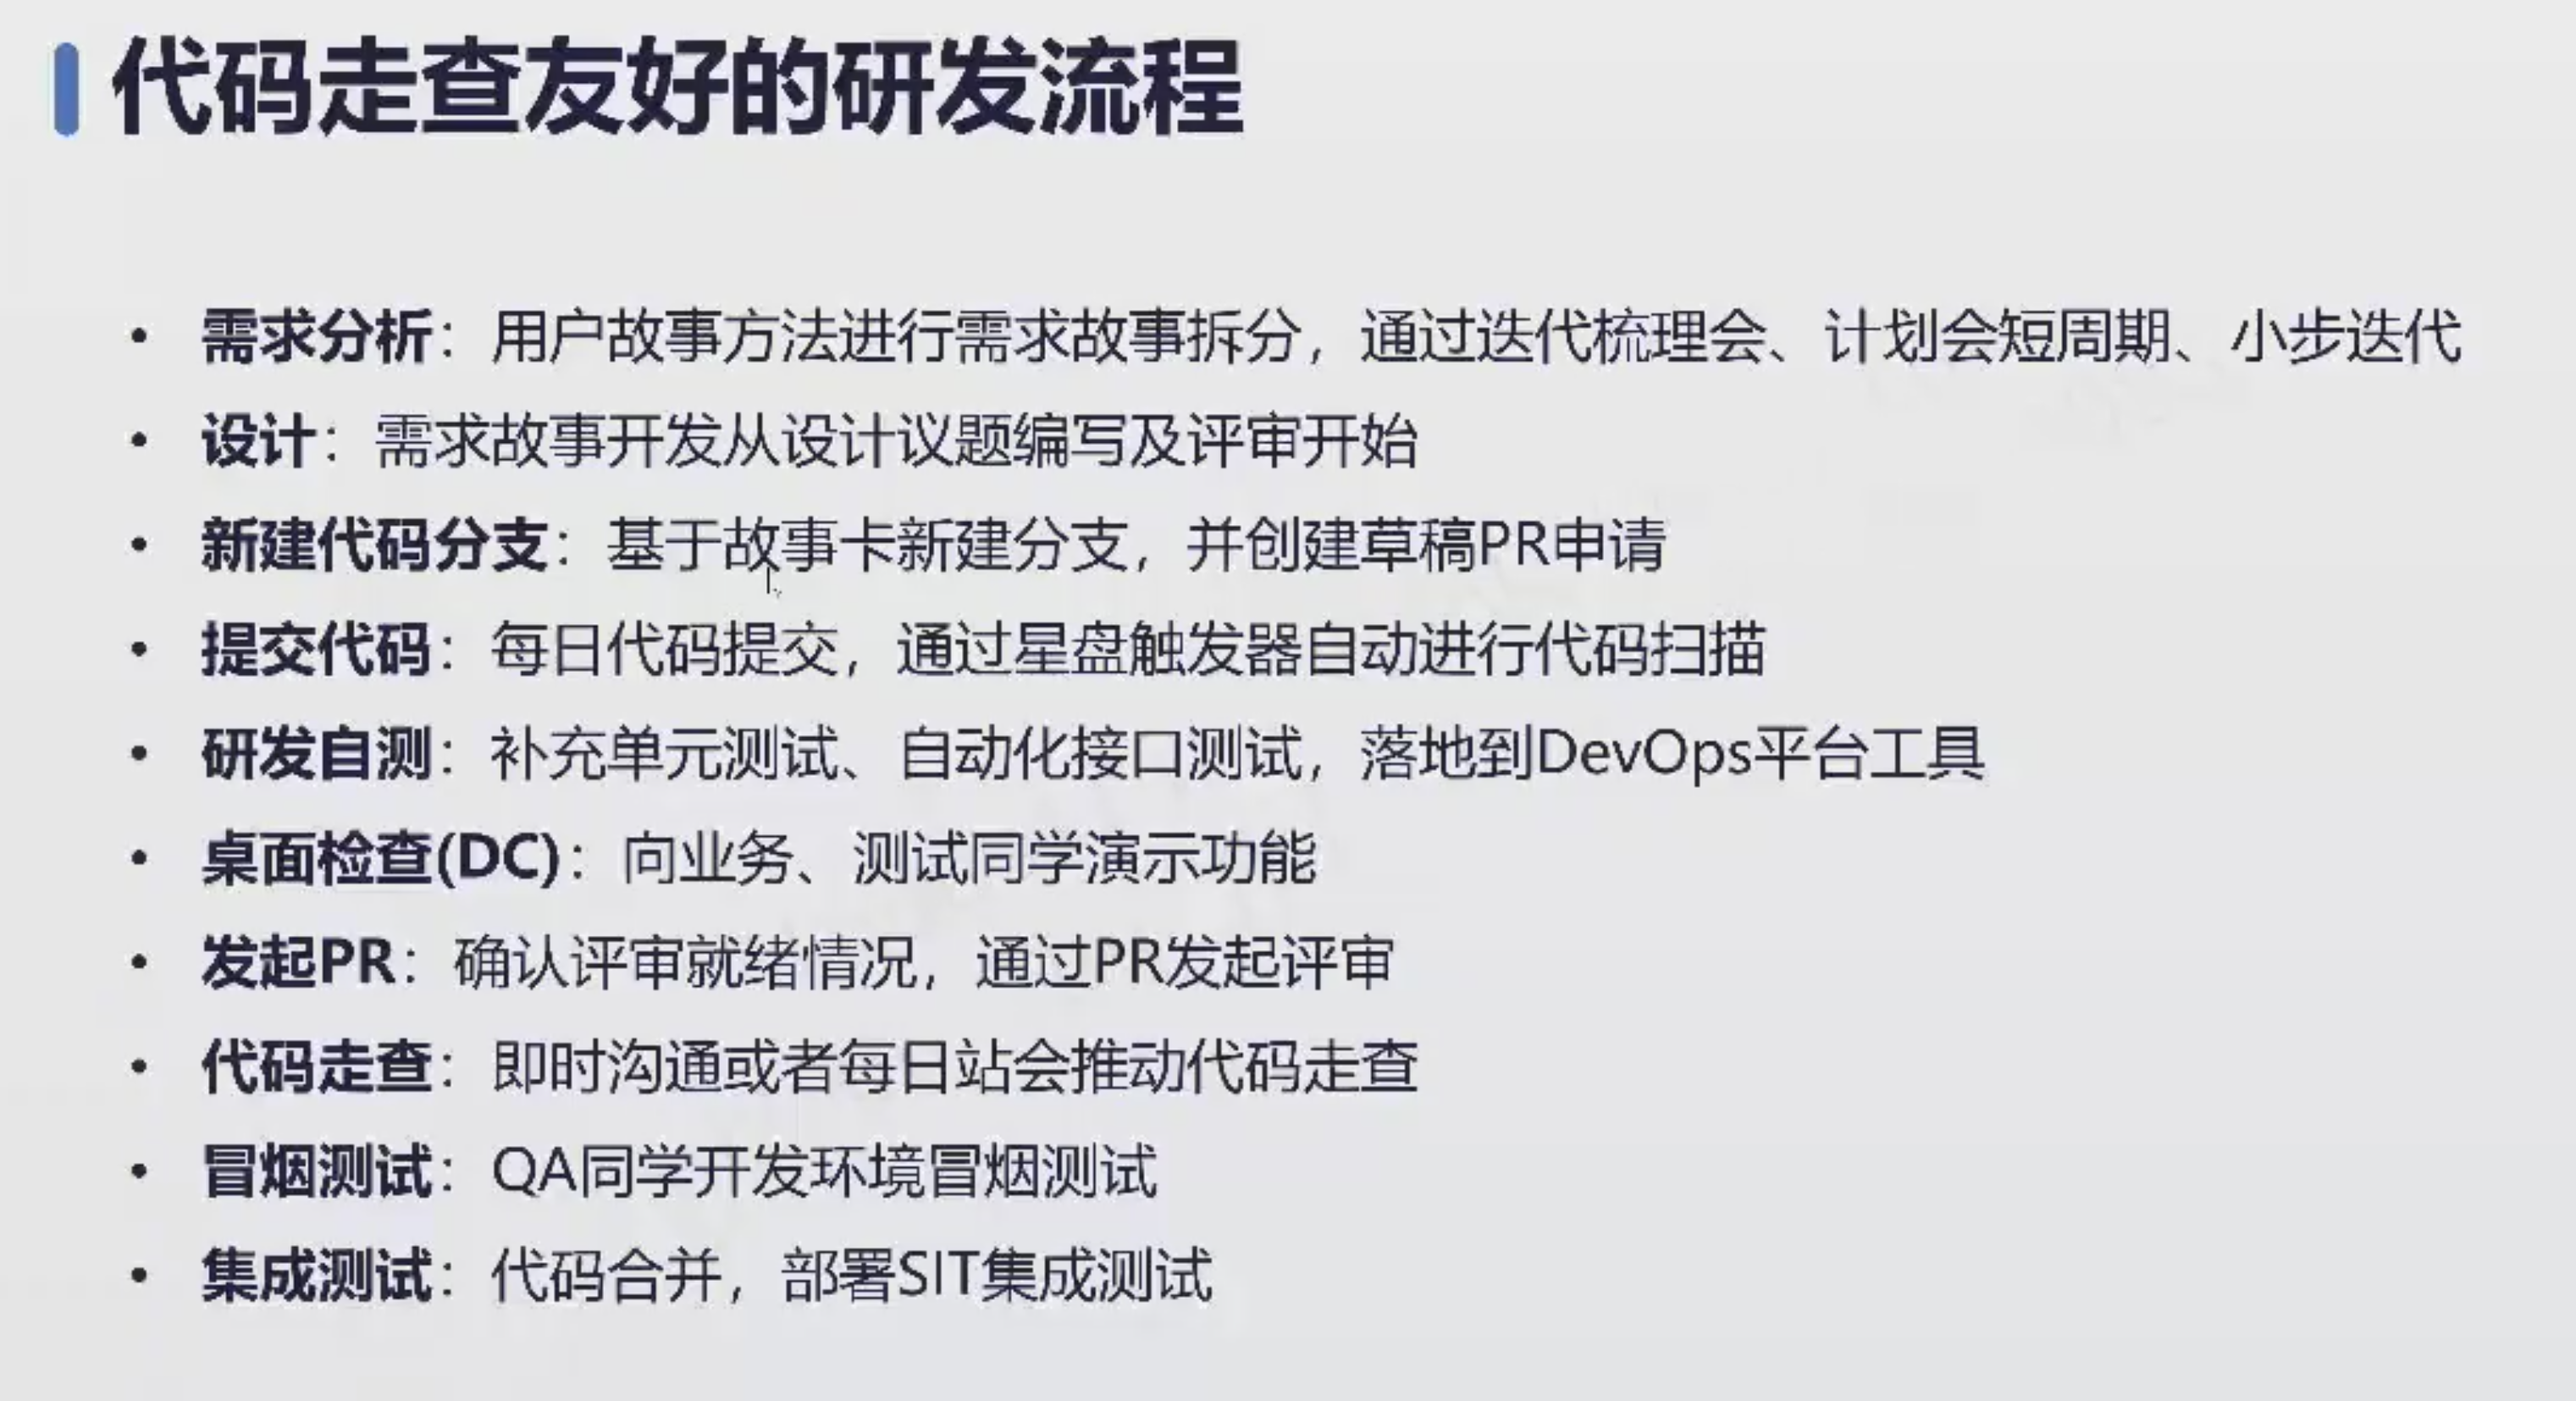 代码走查友好的研发流程
• 需求分析：用户故事方法进行需求故事拆分，通过迭代梳理会、计划会短周期、小步迭代
• 设计：需求故事开发从设计议题编写及评审开始
• 新建代码分支：基于故事卡新建分支，并创建草稿PR申请
• 提交代码：每日代码提交，通过星盘触发器自动进行代码扫描
• 研发自测：补充单元测试、自动化接口测试，落地到DevOps平台工具
• 桌面检查(DC)：向业务、测试同学演示功能
• 发起PR：确认评审就绪情况，通过PR发起评审
• 代码走查：即时沟通或者每日站会推动代码走查
• 冒烟测试：QA同学开发环境冒烟测试
• 集成测试：代码合并，部署SIT集成测试